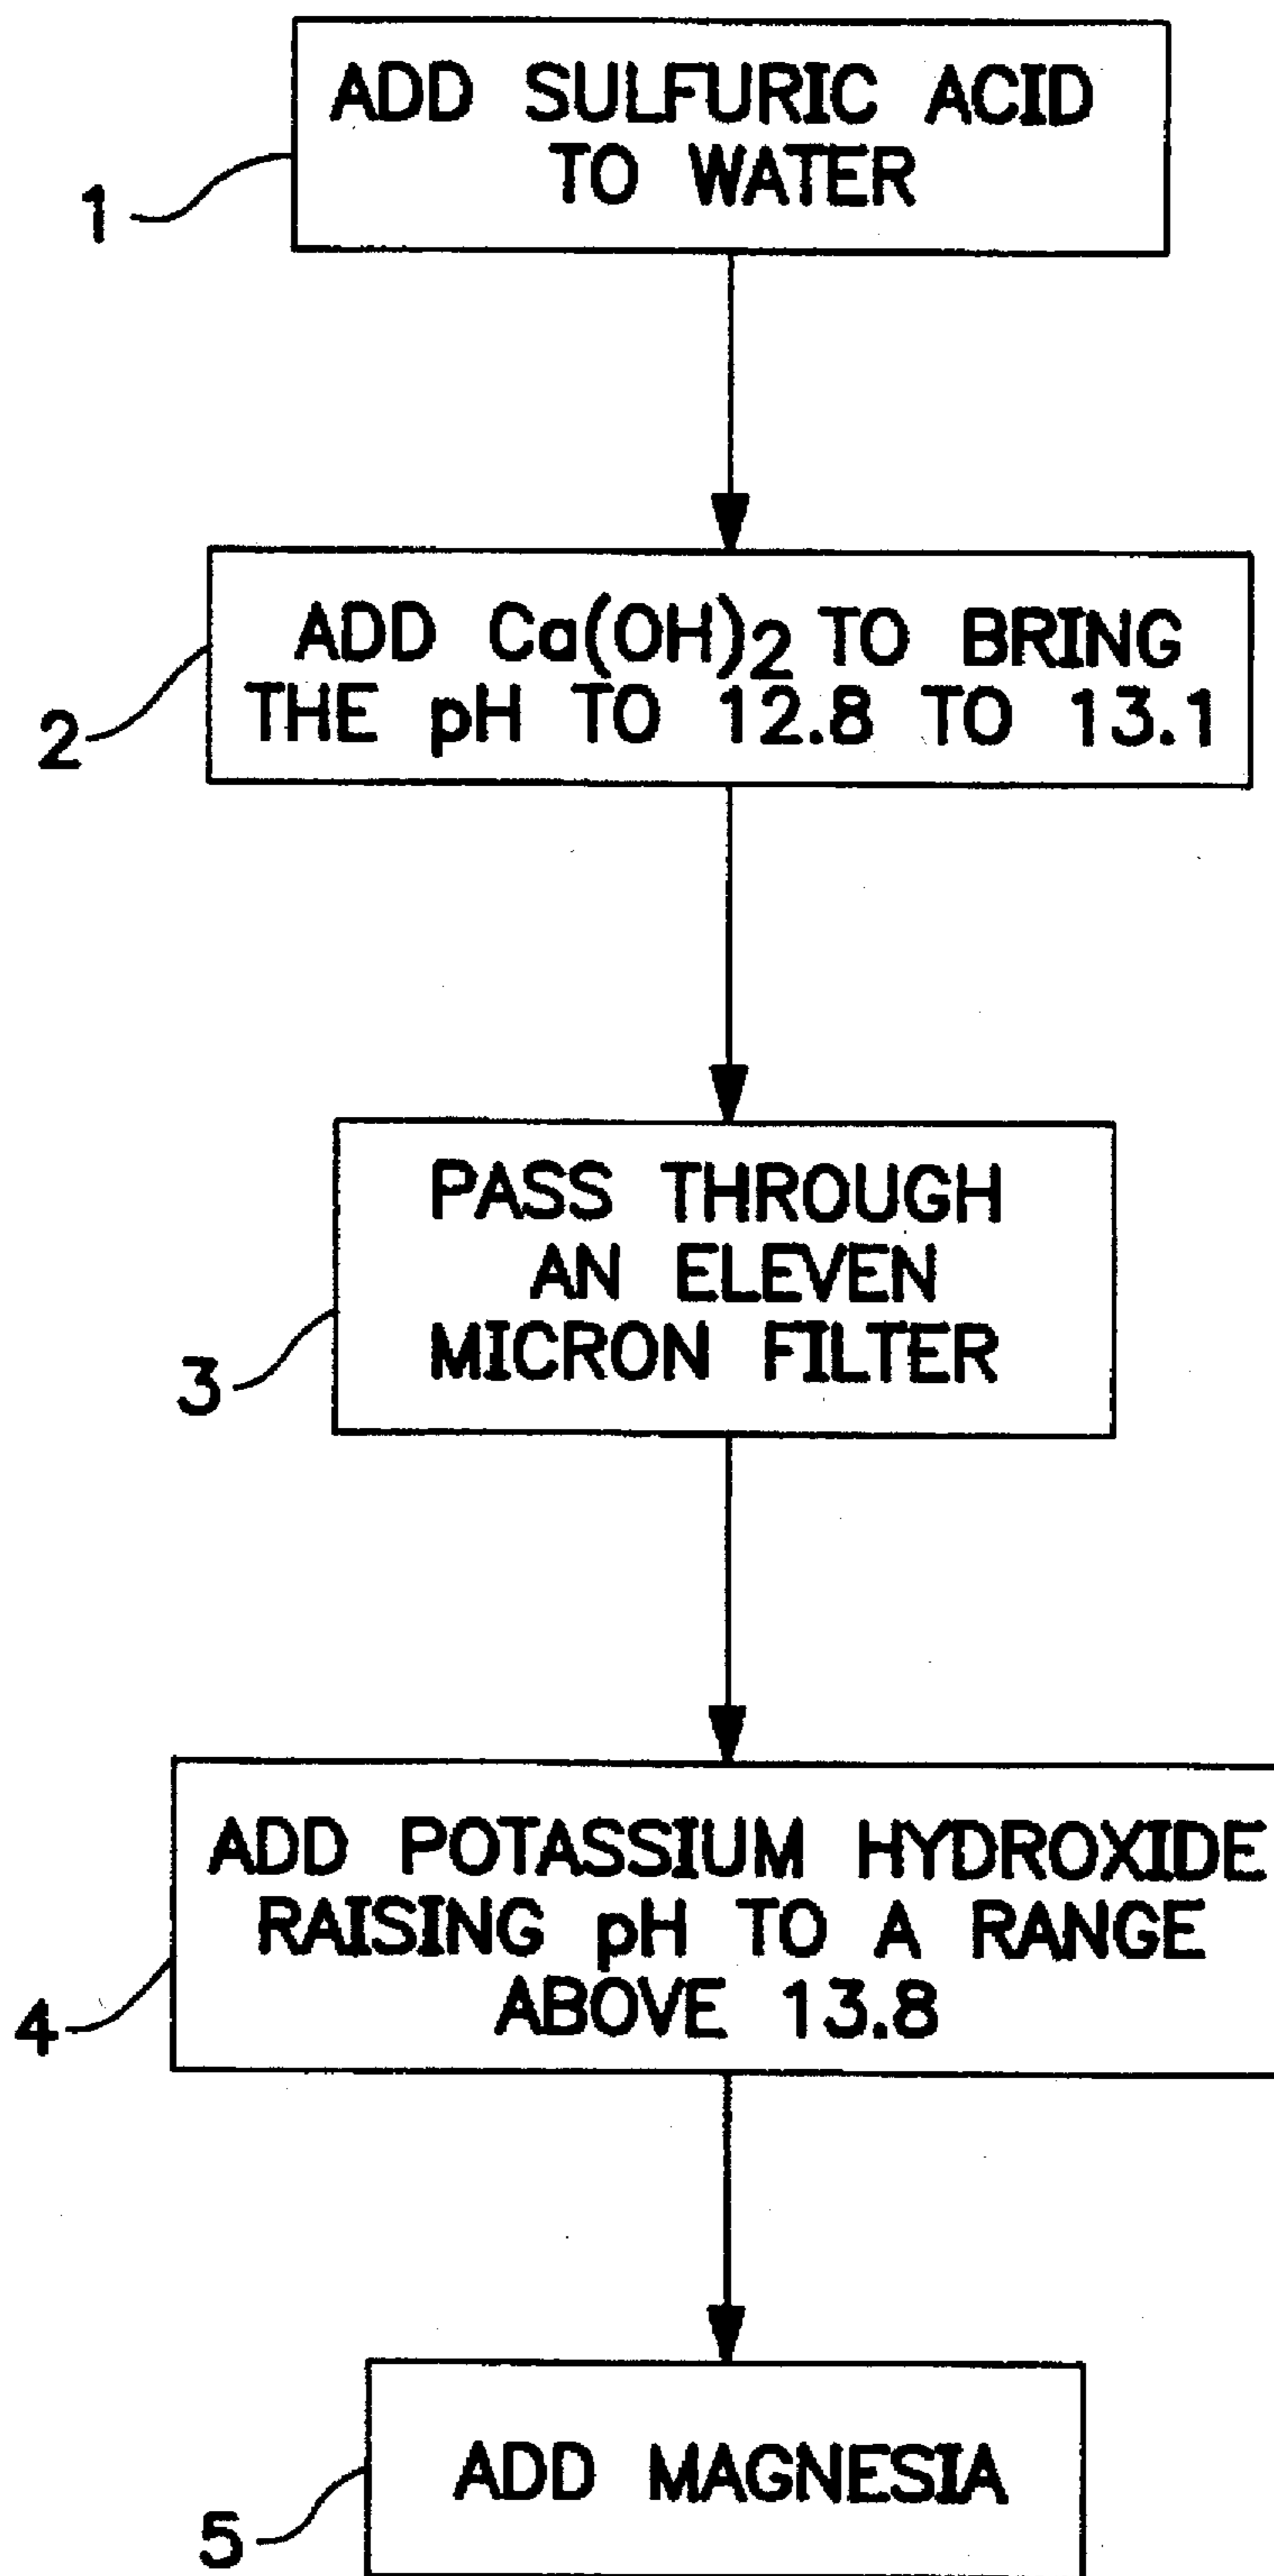 ADD SULFURIC ACID
TO WATER
1
ADD Ca(OH)2 TO BRING
THE pH TO 12.8 TO 13.1
2
PASS THROUGH
AN ELEVEN
MICRON FILTER
3
ADD POTASSIUM HYDROXIDE
RAISING pH TO A RANGE
ABOVE 13.8
4
ADD MAGNESIA
5